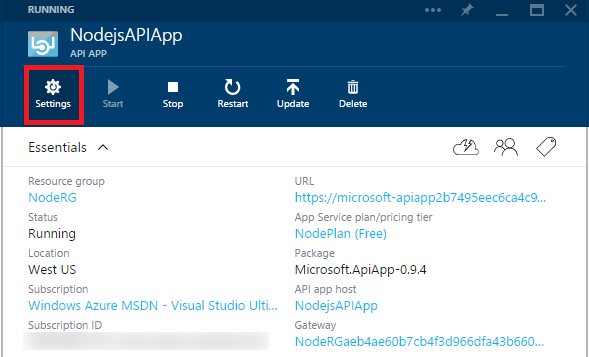 RUNNING
NodejsAPIApp
API APP
Settings Start Stop Restart Update Delete
Essentials
Resource group
NodeRG
Status
Running
Location
West US
Subscription
Windows Azure MSDN - Visual Studio Ulti...
Subscription ID
URL
https://microsoft-apiapp2b7495eec6ca4c9...
App Service plan/pricing tier
NodePlan (Free)
Package
Microsoft.ApiApp-0.9.4
API app host
NodejsAPIApp
Gateway
NodeRGaeb4ae60b7cb4f3d966dfa43b660...